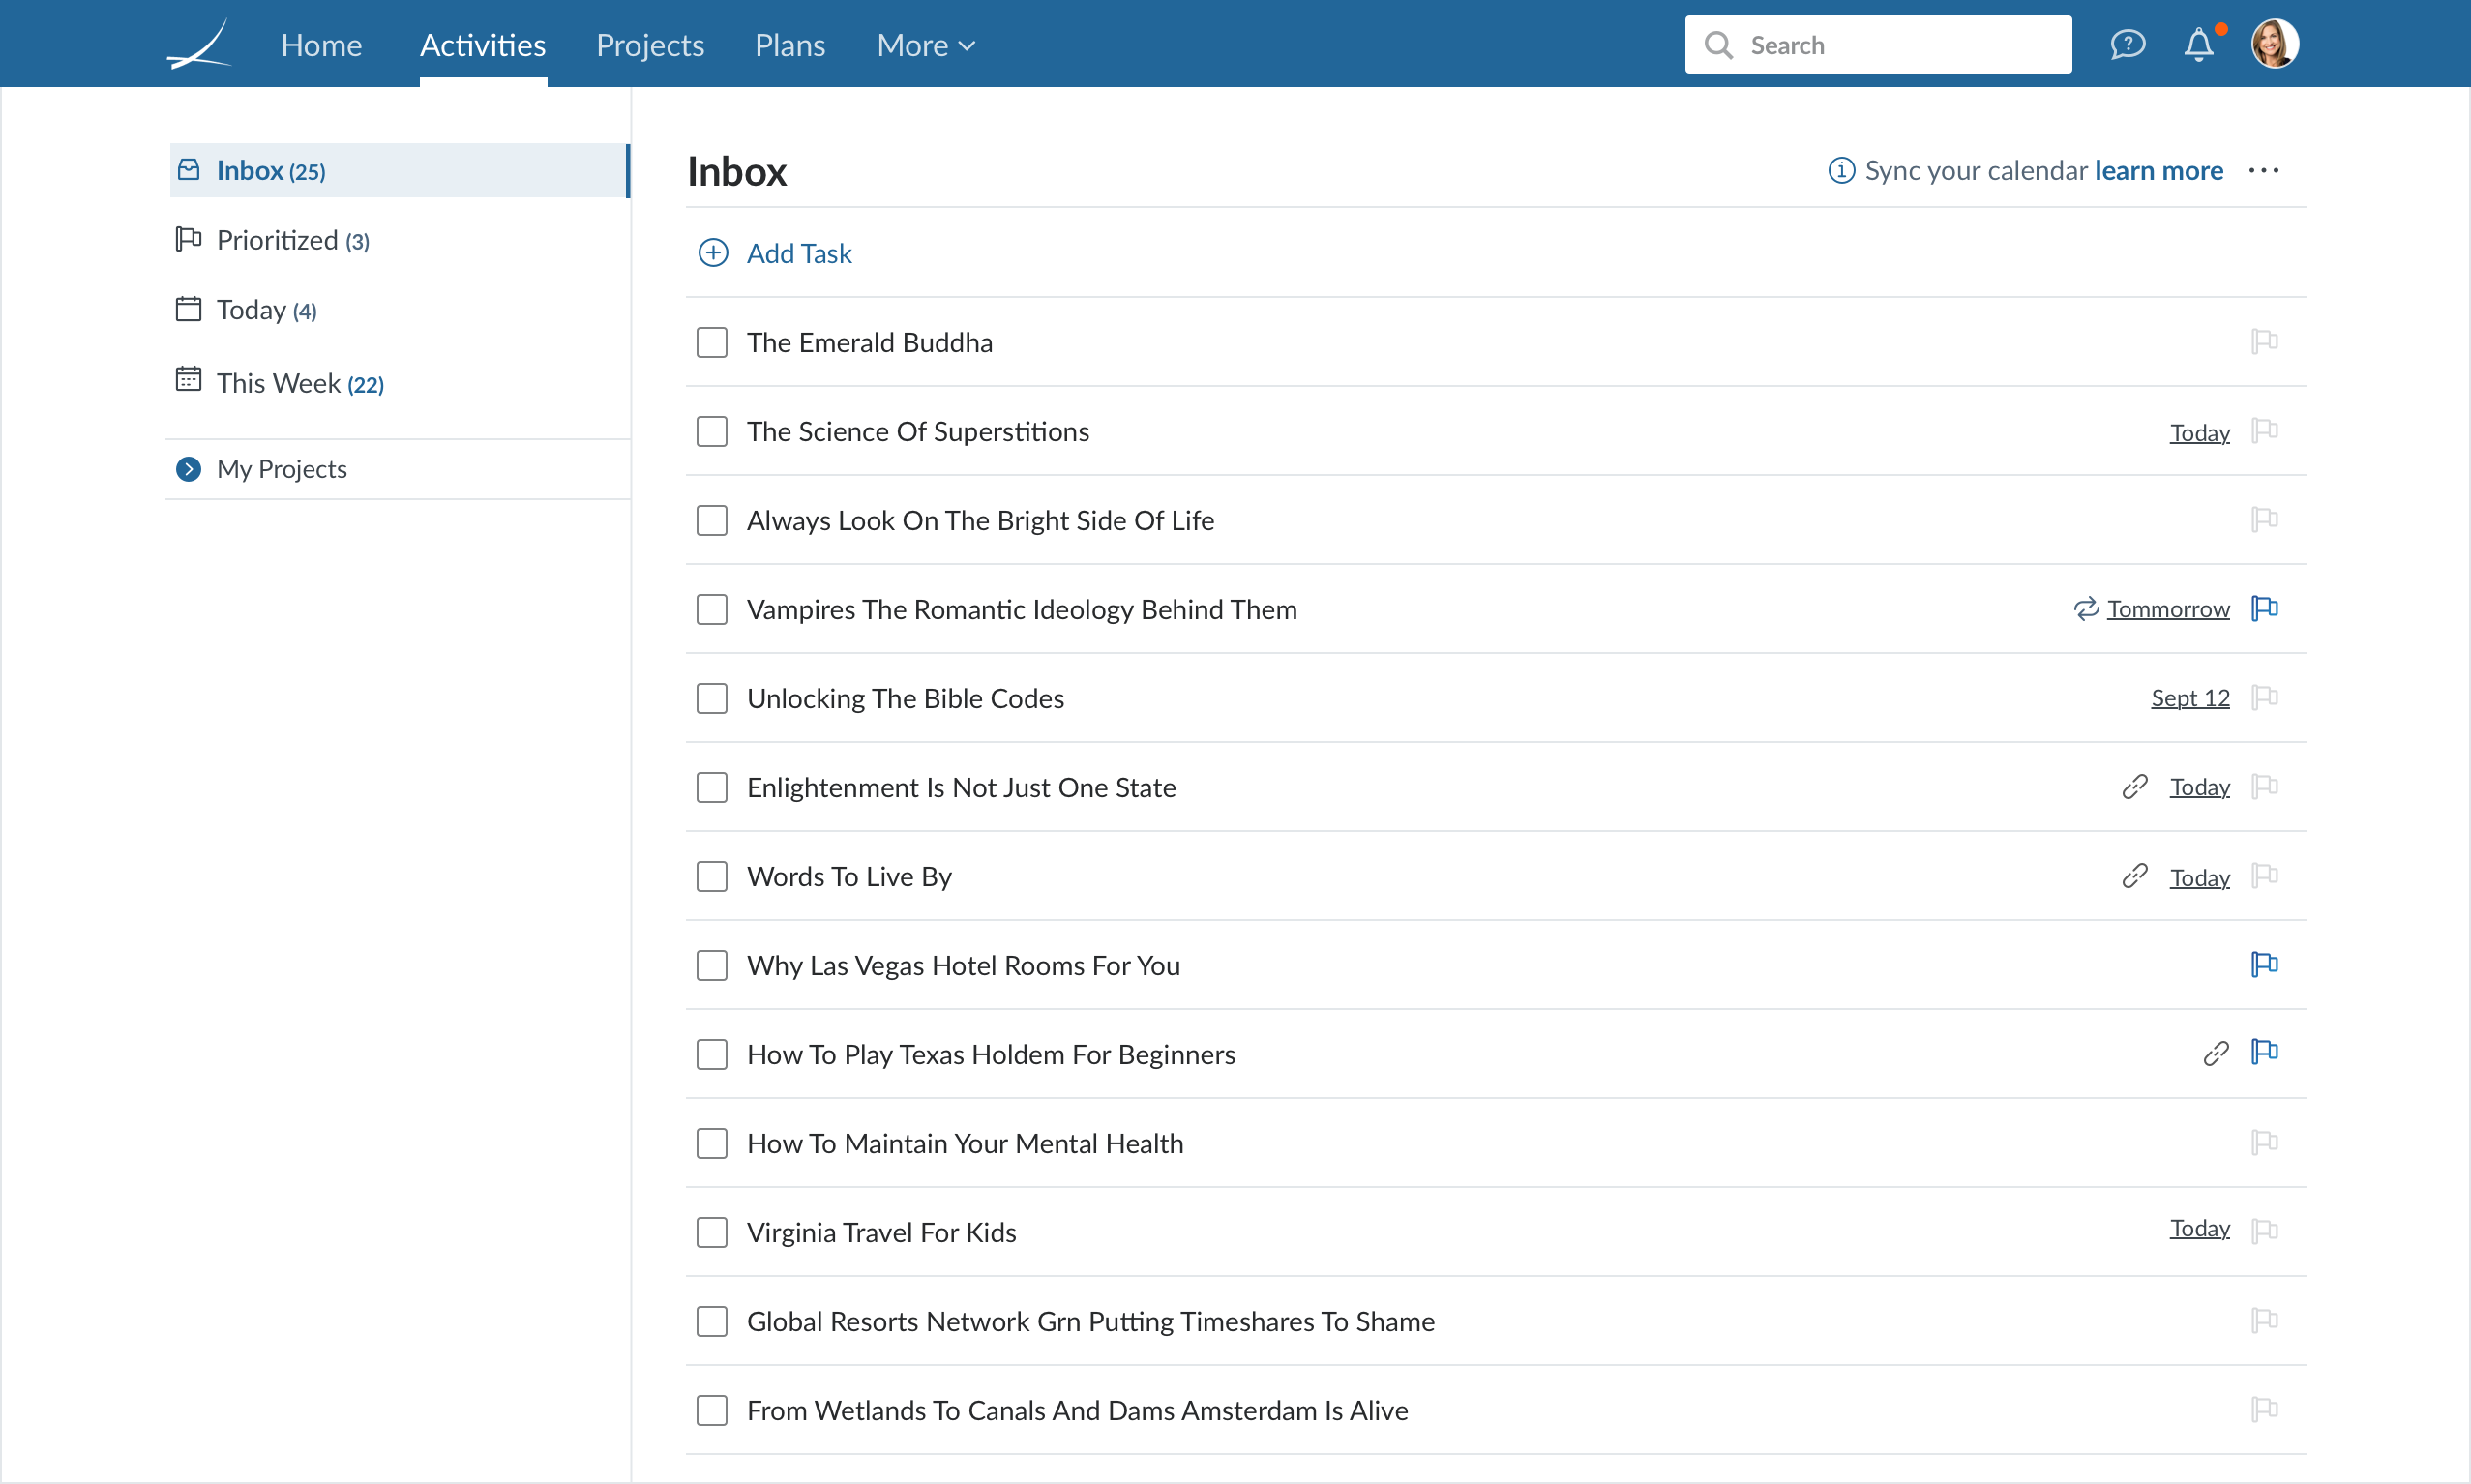 Home Activities Projects Plans More Search
Inbox (25)
Prioritized (3)
Today (4)
This Week (22)
My Projects
Inbox Sync your calendar learn more
Add Task
The Emerald Buddha
The Science Of Superstitions Today
Always Look On The Bright Side Of Life
Vampires The Romantic Ideology Behind Them Tommorrow
Unlocking The Bible Codes Sept 12
Enlightenment Is Not Just One State Today
Words To Live By Today
Why Las Vegas Hotel Rooms For You
How To Play Texas Holdem For Beginners
How To Maintain Your Mental Health
Virginia Travel For Kids Today
Global Resorts Network Grn Putting Timeshares To Shame
From Wetlands To Canals And Dams Amsterdam Is Alive